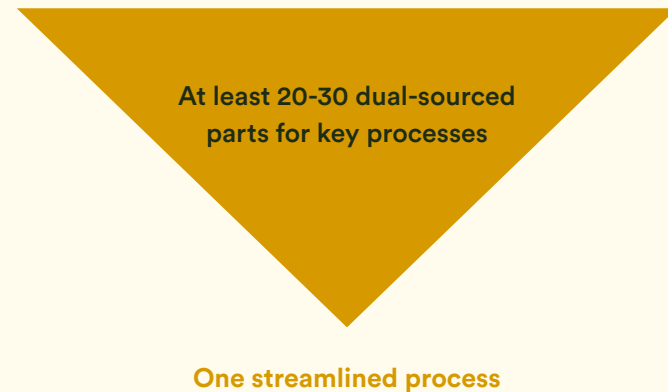 At least 20-30 dual-sourced
parts for key processes
One streamlined process